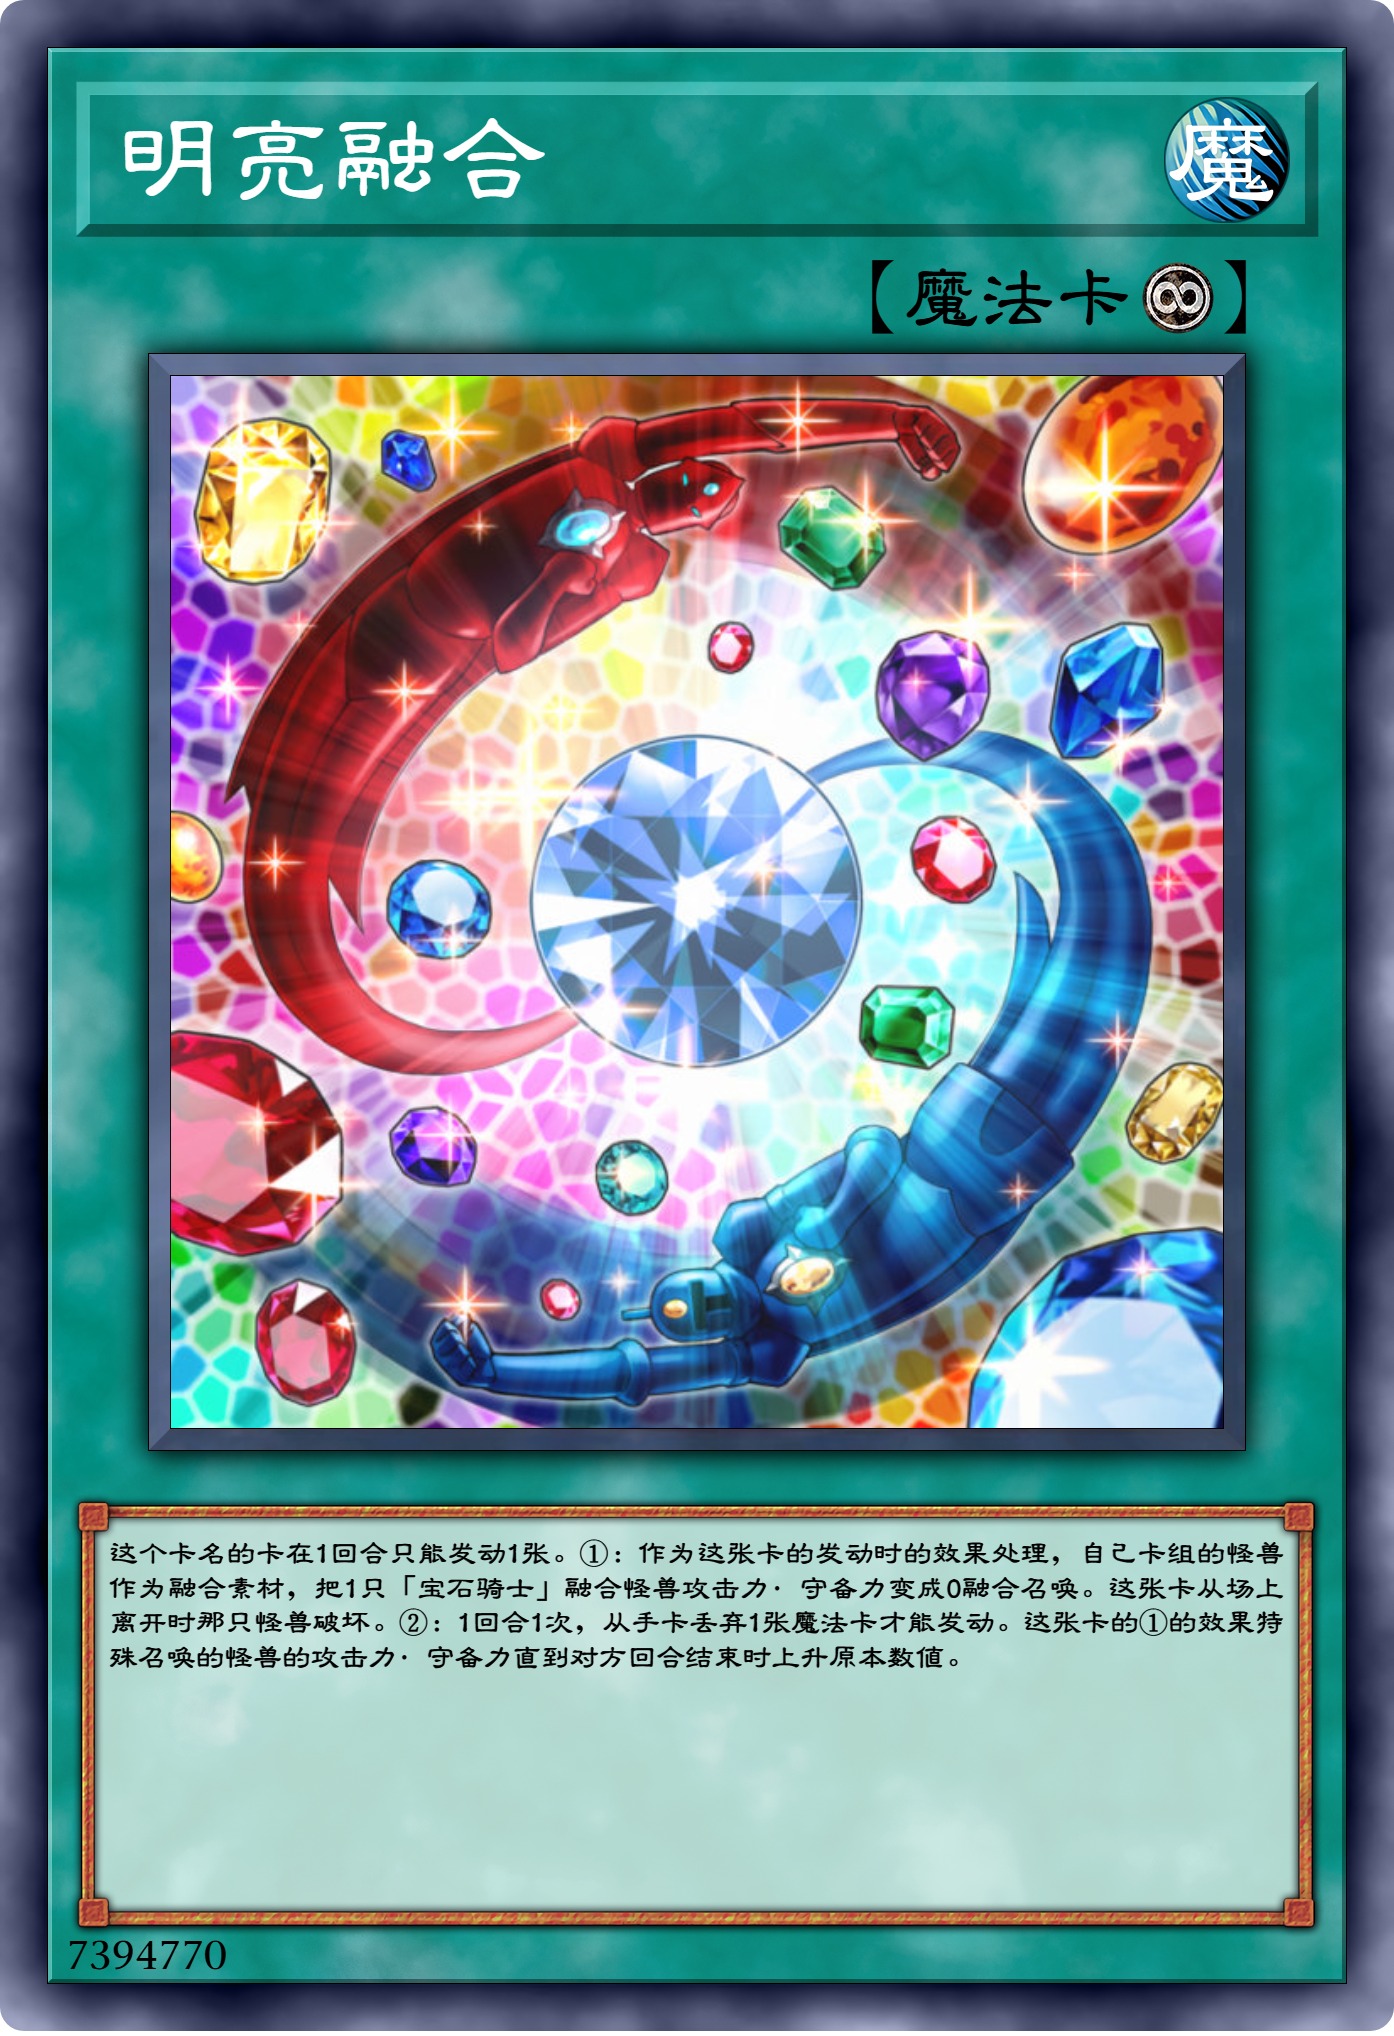 明亮融合
魔
【魔法卡】
这个卡名的卡在1回合只能发动1张。①：作为这张卡的发动时的效果处理，自己卡组的怪兽
作为融合素材，把1只「宝石骑士」融合怪兽攻击力·守备力变成0融合召唤。这张卡从场上
离开时那只怪兽破坏。②：1回合1次，从手卡丢弃1张魔法卡才能发动。这张卡的①的效果特
殊召唤的怪兽的攻击力·守备力直到对方回合结束时上升原本数值。
7394770